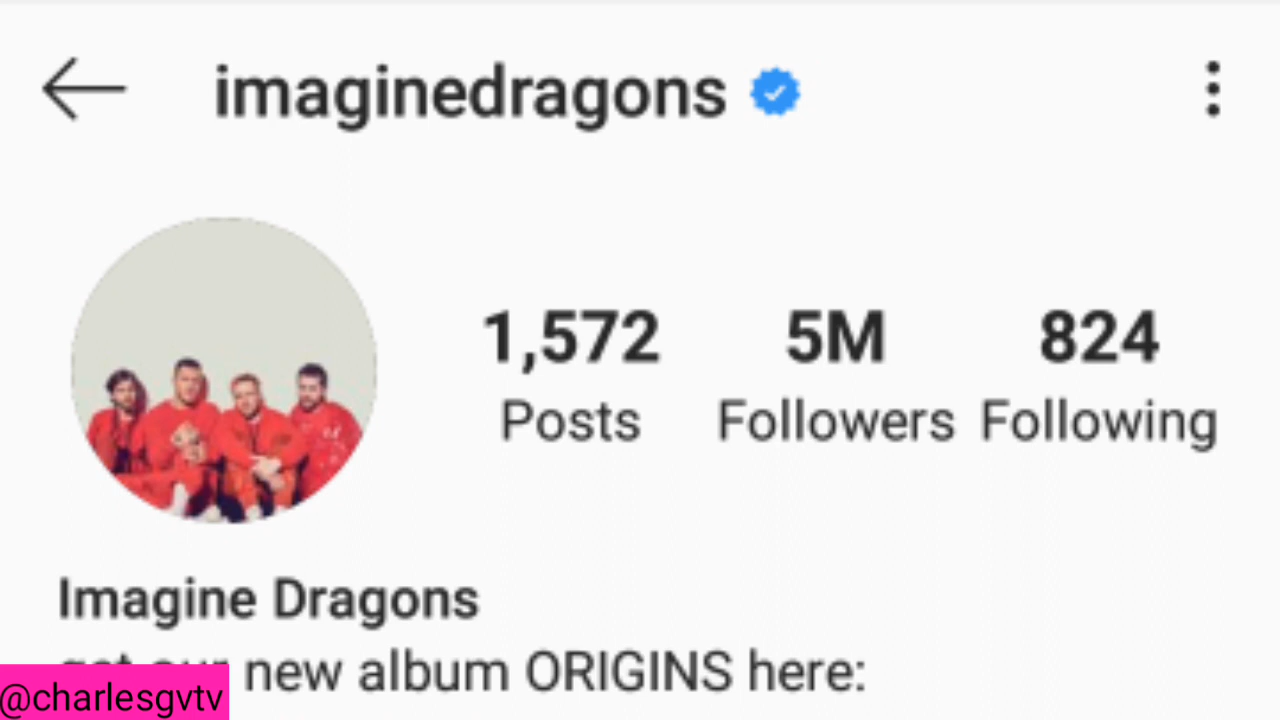 imaginedragons
1,572 5M 824
Posts Followers Following
Imagine Dragons
new album ORIGINS here:
@charlesgvtv